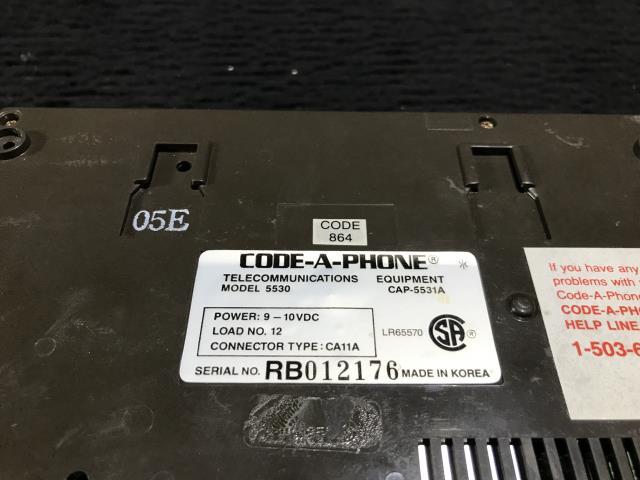 05E
CODE
864
CODE-A-PHONE® *
TELECOMMUNICATIONS EQUIPMENT
MODEL 5530 CAP-5531A
POWER: 9–10VDC
LOAD NO. 12
CONNECTOR TYPE: CA11A
LR65570
SA
SERIAL NO. RB012176 MADE IN KOREA
If you have any
problems with
Code-A-Phone
CODE-A-PHO
HELP LINE
1-503-6